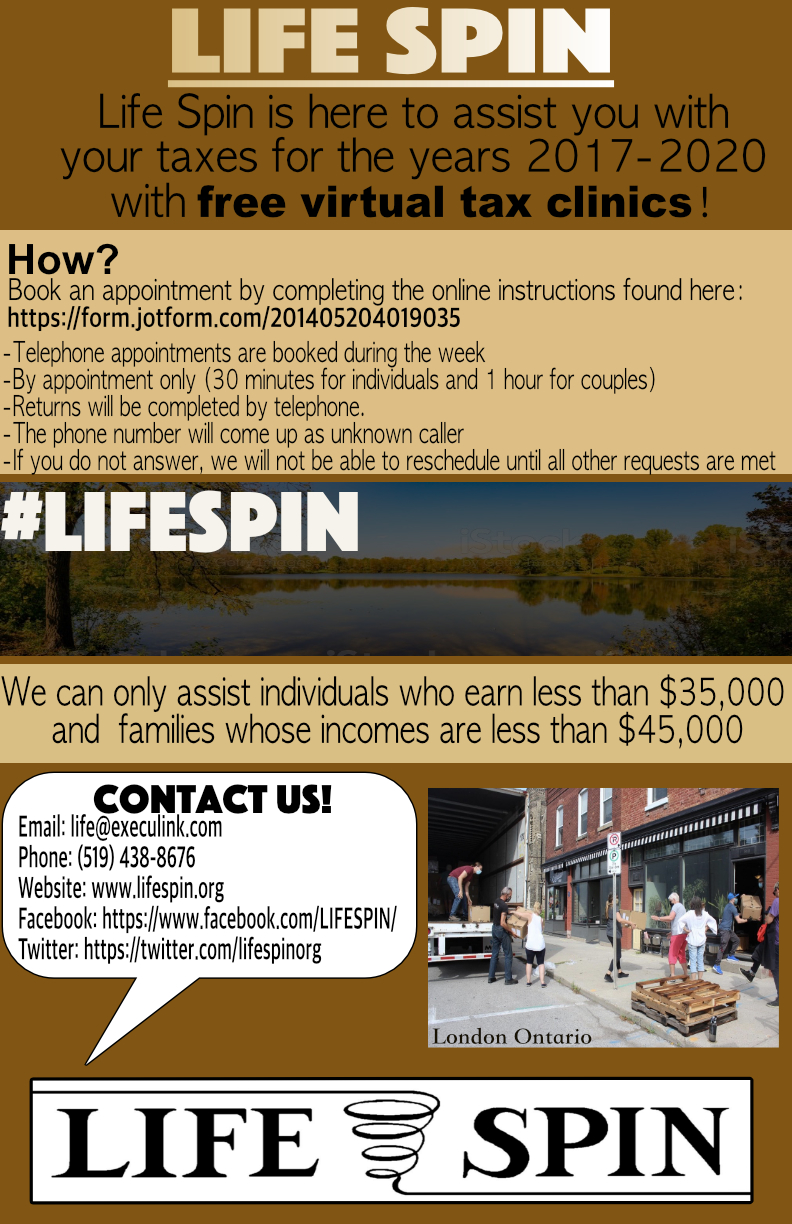 LIFE SPIN
Life Spin is here to assist you with
your taxes for the years 2017-2020
with free virtual tax clinics!
How?
Book an appointment by completing the online instructions found here:
https://form.jotform.com/201405204019035
-Telephone appointments are booked during the week
-By appointment only (30 minutes for individuals and 1 hour for couples)
-Returns will be completed by telephone.
-The phone number will come up as unknown caller
-If you do not answer, we will not be able to reschedule until all other requests are met
#LIFESPIN
iStock
We can only assist individuals who earn less than $35,000
and families whose incomes are less than $45,000
CONTACT US!
Email: life@execulink.com
Phone: (519) 438-8676
Website: www.lifespin.org
Facebook: https://www.facebook.com/LIFESPIN/
Twitter: https://twitter.com/lifespinorg
London Ontario
LIFE SPIN